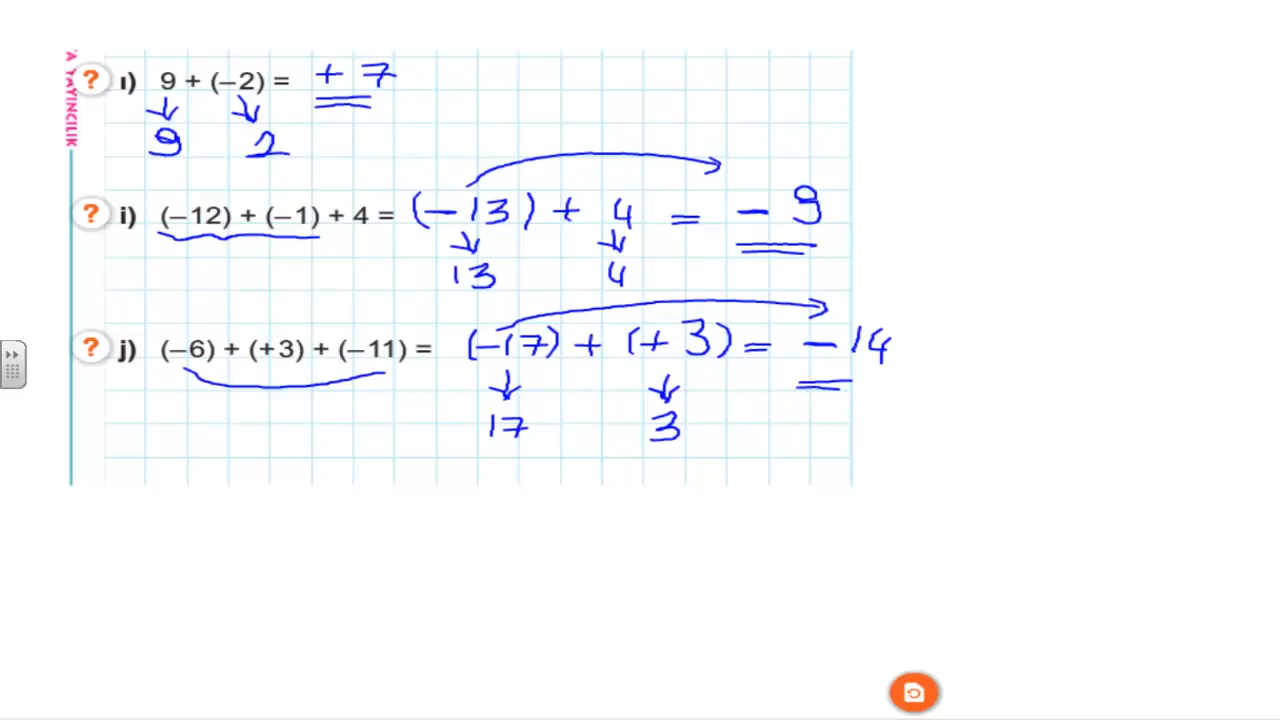 A YAYINCILIK
? ı) 9 + (–2) = + 7
9 2
? i) (–12) + (–1) + 4 = (–13) + 4 = – 9
13 4
? j) (–6) + (+3) + (–11) = (–17) + (+3) = –14
17 3